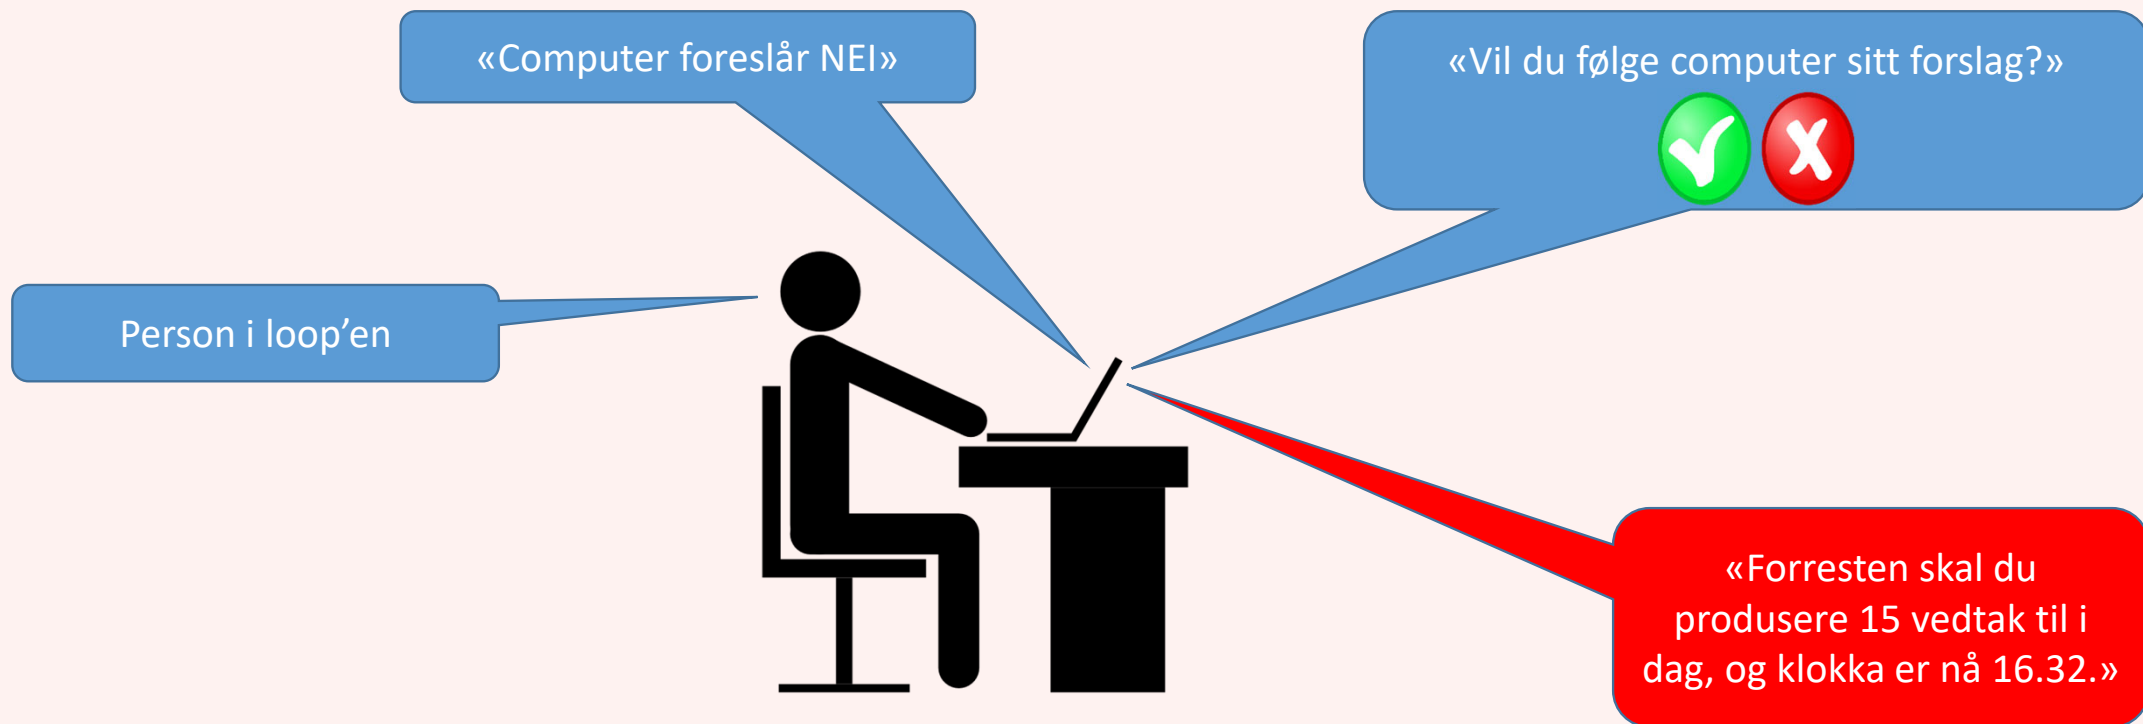 «Computer foreslår NEI»
«Vil du følge computer sitt forslag?»
Person i loop’en
«Forresten skal du
produsere 15 vedtak til i
dag, og klokka er nå 16.32.»